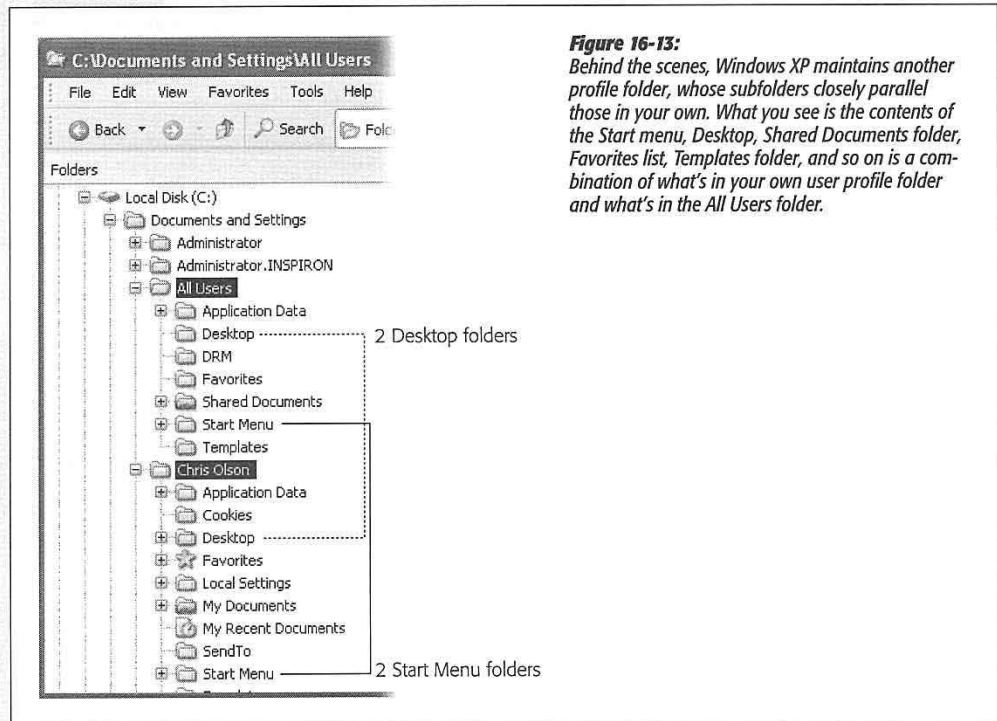 C:\Documents and Settings\All Users
File Edit View Favorites Tools Help
Back Search
Folders
Local Disk (C:)
Documents and Settings
Administrator
Administrator.INSPIRON
All Users
Application Data
Desktop
2 Desktop folders
DRM
Favorites
Shared Documents
Start Menu
Templates
Chris Olson
Application Data
Cookies
Desktop
Favorites
Local Settings
My Documents
My Recent Documents
SendTo
Start Menu
2 Start Menu folders
Figure 16-13:
Behind the scenes, Windows XP maintains another
profile folder, whose subfolders closely parallel
those in your own. What you see is the contents of
the Start menu, Desktop, Shared Documents folder,
Favorites list, Templates folder, and so on is a com-
bination of what's in your own user profile folder
and what's in the All Users folder.